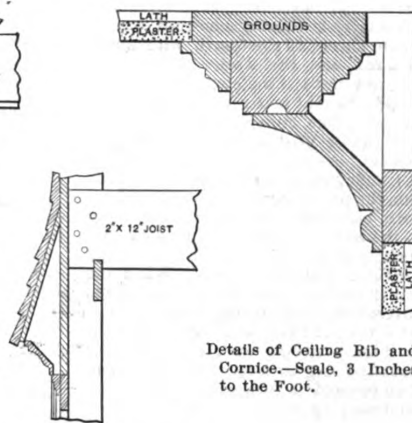 LATH
PLASTER
GROUNDS
2"X 12" JOIST
PLASTER
LATH
Details of Ceiling Rib and
Cornice.—Scale, 3 Inches
to the Foot.